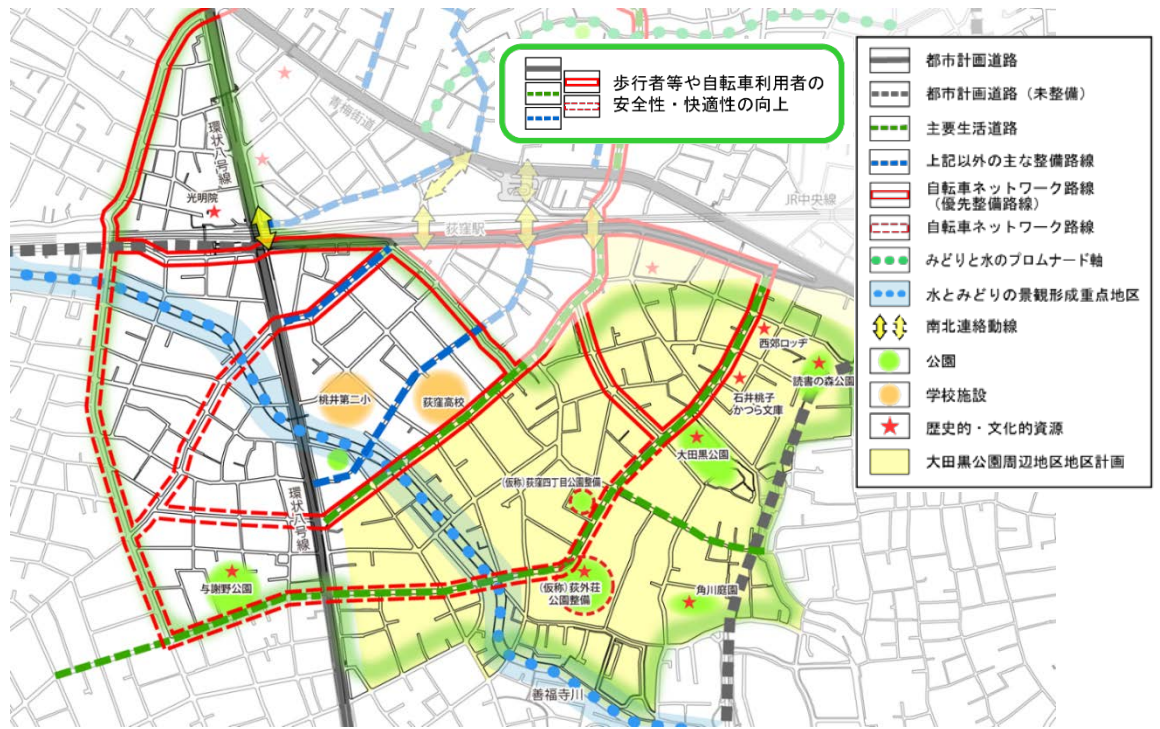 歩行者等や自転車利用者の
安全性・快適性の向上
都市計画道路
都市計画道路（未整備）
主要生活道路
上記以外の主な整備路線
自転車ネットワーク路線
（優先整備路線）
自転車ネットワーク路線
みどりと水のプロムナード軸
水とみどりの景観形成重点地区
南北連絡動線
公園
学校施設
歴史的・文化的資源
大田黒公園周辺地区地区計画
青梅街道
環状八号線
光明院
荻窪駅
JR中央線
西郊ロッヂ
読書の森公園
石井桃子
かつら文庫
桃井第二小
荻窪高校
大田黒公園
（仮称）荻窪四丁目公園整備
環状八号線
与謝野公園
（仮称）荻外荘
公園整備
角川庭園
善福寺川